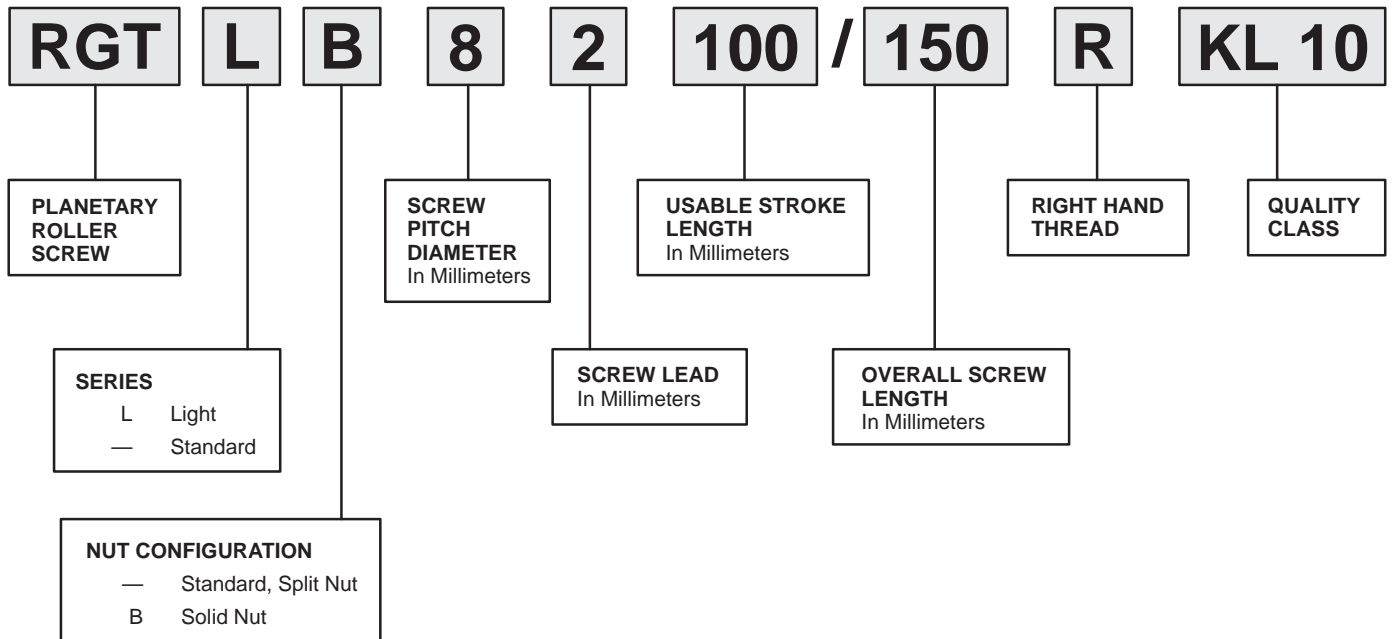 RGT L B 8 2 100 / 150 R KL 10
PLANETARY
ROLLER
SCREW
SCREW
PITCH
DIAMETER
In Millimeters
USABLE STROKE
LENGTH
In Millimeters
RIGHT HAND
THREAD
QUALITY
CLASS
SERIES
L Light
— Standard
SCREW LEAD
In Millimeters
OVERALL SCREW
LENGTH
In Millimeters
NUT CONFIGURATION
— Standard, Split Nut
B Solid Nut